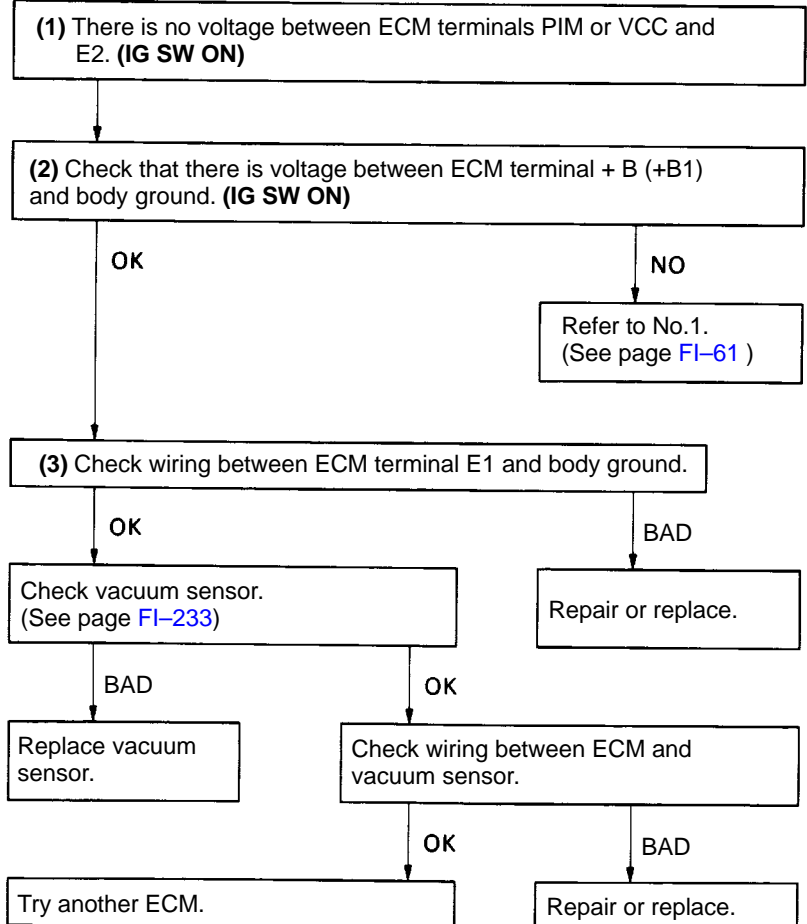 (1) There is no voltage between ECM terminals PIM or VCC and
E2. (IG SW ON)
(2) Check that there is voltage between ECM terminal + B (+B1)
and body ground. (IG SW ON)
OK
NO
Refer to No.1.
(See page FI–61 )
(3) Check wiring between ECM terminal E1 and body ground.
OK
BAD
Check vacuum sensor.
(See page FI–233)
Repair or replace.
BAD
OK
Replace vacuum
sensor.
Check wiring between ECM and
vacuum sensor.
OK
BAD
Try another ECM.
Repair or replace.